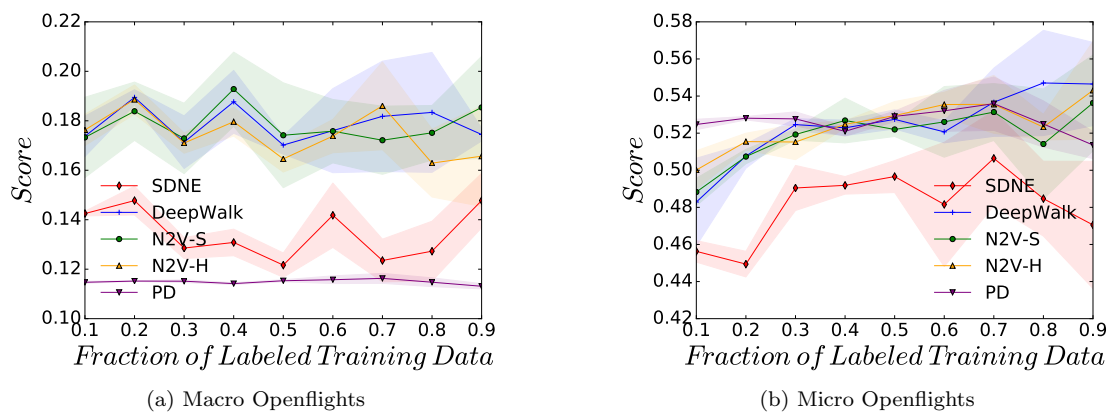 0.22
0.20
0.18
0.16
0.14
0.12
0.10
Score
SDNE
DeepWalk
N2V-S
N2V-H
PD
0.1 0.2 0.3 0.4 0.5 0.6 0.7 0.8 0.9
Fraction of Labeled Training Data
(a) Macro Openflights
0.58
0.56
0.54
0.52
0.50
0.48
0.46
0.44
0.42
Score
SDNE
DeepWalk
N2V-S
N2V-H
PD
0.1 0.2 0.3 0.4 0.5 0.6 0.7 0.8 0.9
Fraction of Labeled Training Data
(b) Micro Openflights